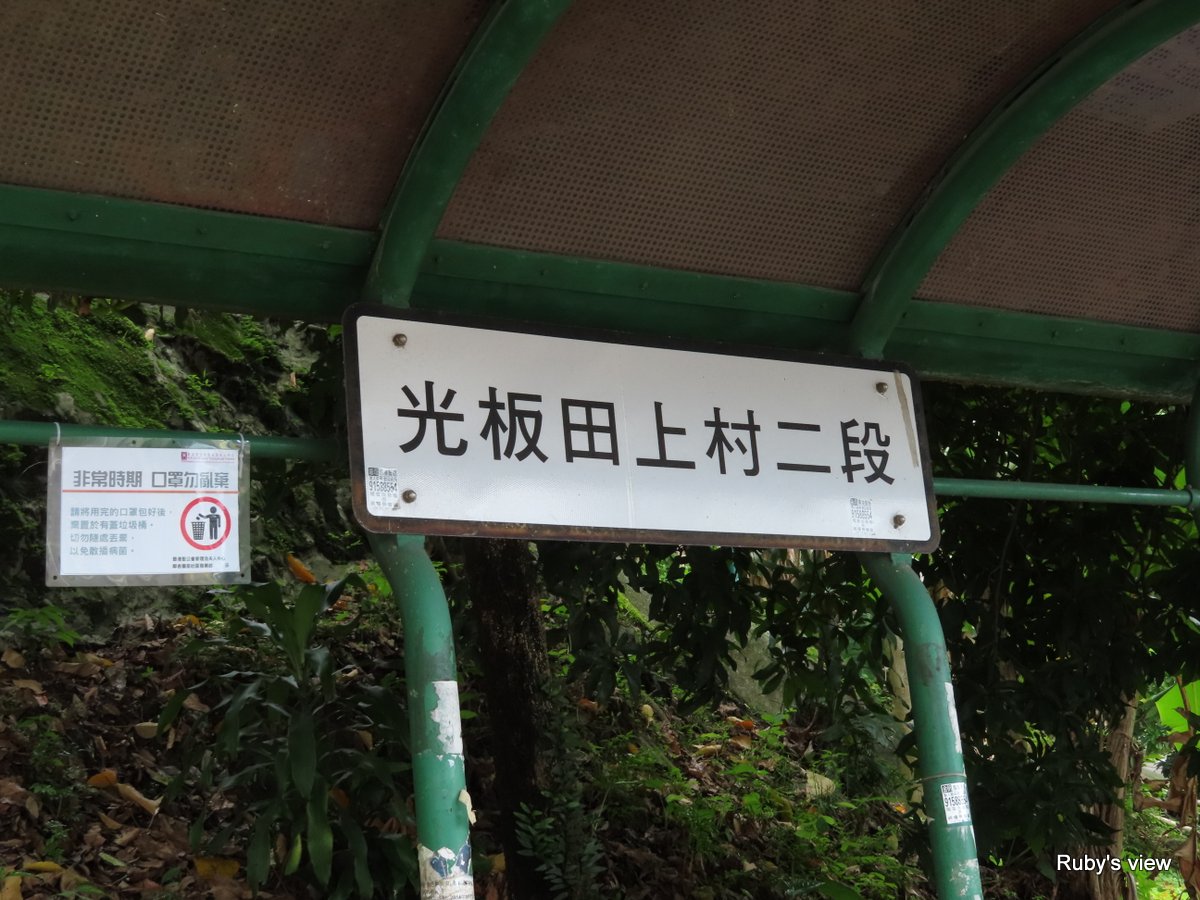 光板田上村二段
非常時期 口罩勿亂棄
請將用完的口罩包好後，
棄置於有蓋垃圾桶。
切勿隨處丟棄，
以免散播病菌。
Ruby's view